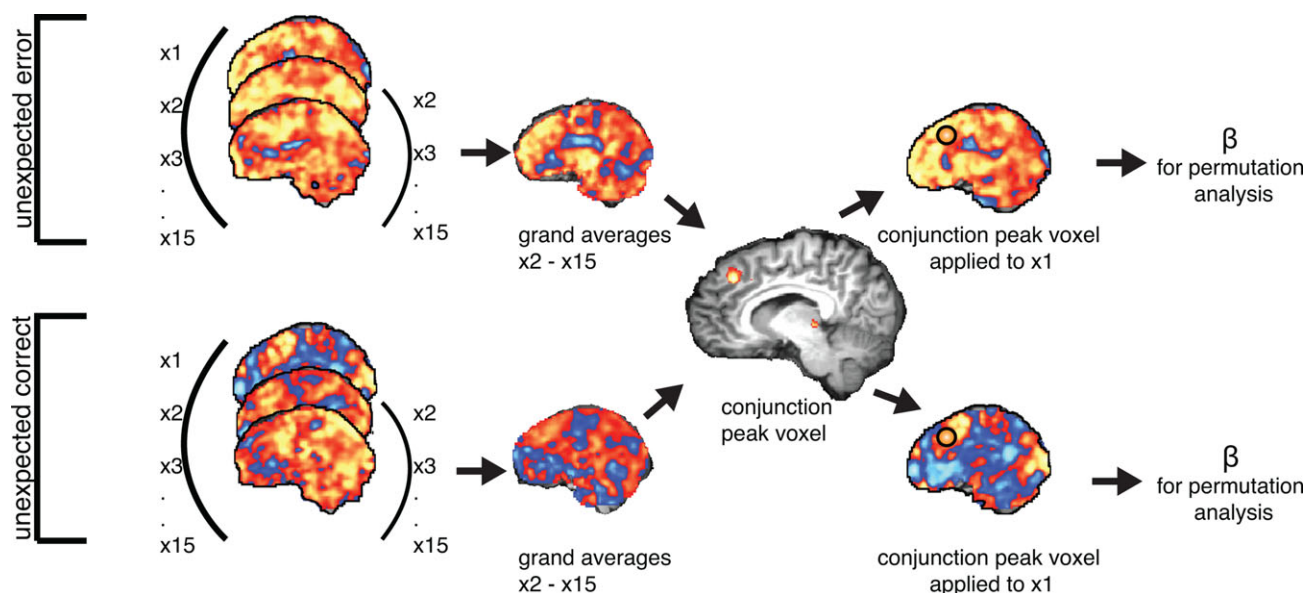 unexpected error
x1
x2
x3
.
.
x15
x2
x3
.
.
x15
grand averages
x2 - x15
conjunction peak voxel
applied to x1
β
for permutation
analysis
conjunction
peak voxel
unexpected correct
x1
x2
x3
.
.
x15
x2
x3
.
.
x15
grand averages
x2 - x15
conjunction peak voxel
applied to x1
β
for permutation
analysis